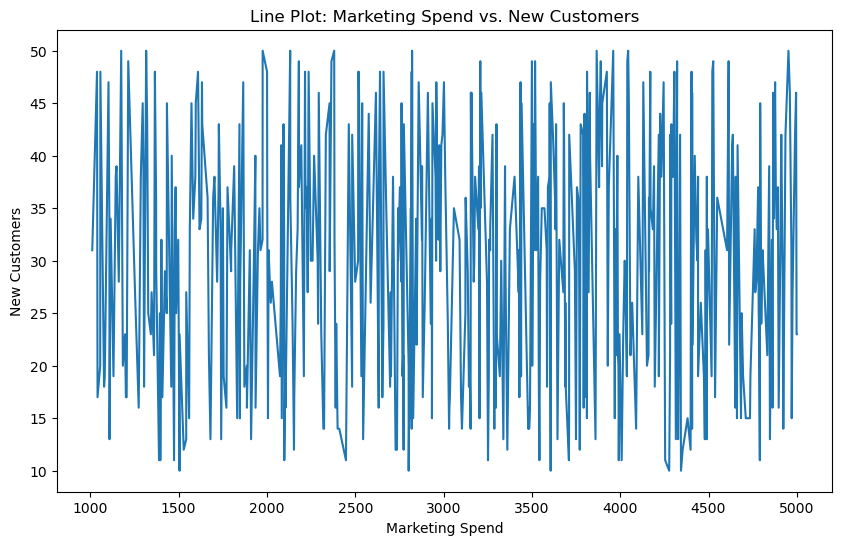 Line Plot: Marketing Spend vs. New Customers
New Customers
50
45
40
35
30
25
20
15
10
1000 1500 2000 2500 3000 3500 4000 4500 5000
Marketing Spend